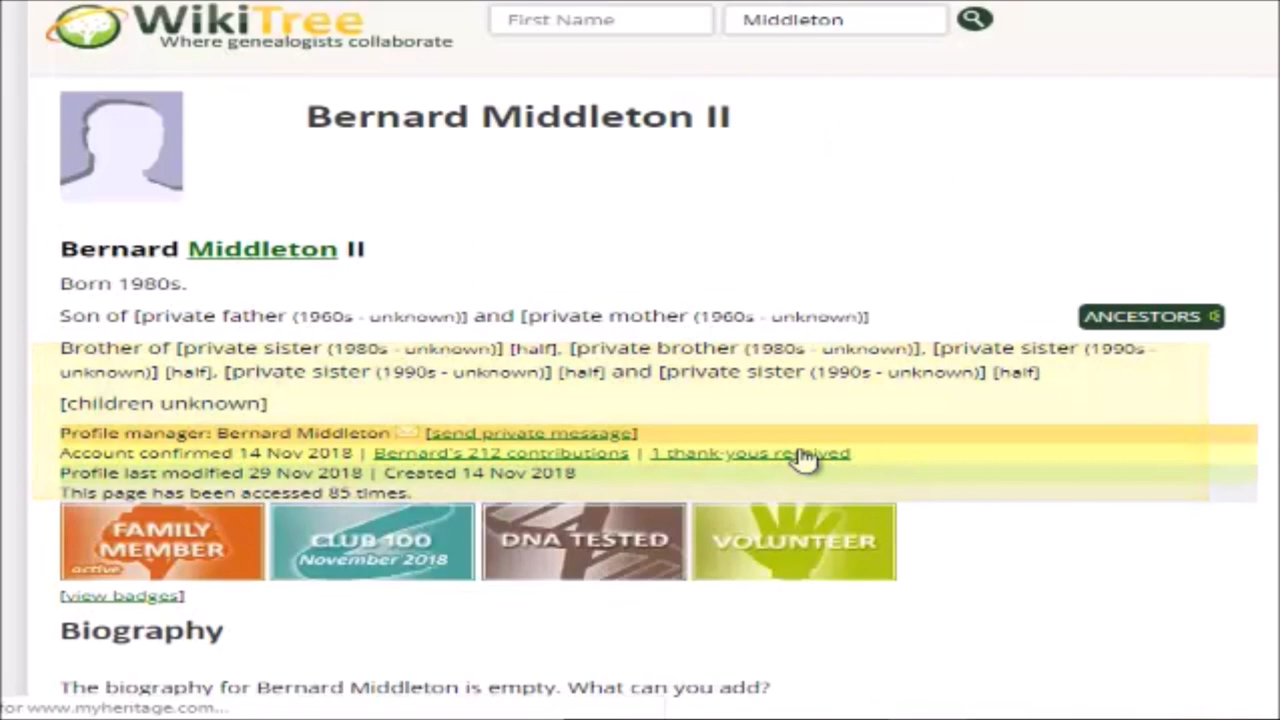 WikiTree
Where genealogists collaborate
First Name
Middleton
Bernard Middleton II
Bernard Middleton II
Born 1980s.
Son of [private father (1960s - unknown)] and [private mother (1960s - unknown)]
ANCESTORS
Brother of [private sister (1980s - unknown)] [half], [private brother (1980s - unknown)], [private sister (1990s -
unknown)] [half], [private sister (1990s - unknown)] [half] and [private sister (1990s - unknown)] [half]
[children unknown]
Profile manager: Bernard Middleton [send private message]
Account confirmed 14 Nov 2018 | Bernard's 212 contributions | 1 thank-yous received
Profile last modified 29 Nov 2018 | Created 14 Nov 2018
This page has been accessed 85 times.
FAMILY
MEMBER
active
CLUB 100
November 2018
DNA TESTED
VOLUNTEER
[view badges]
Biography
The biography for Bernard Middleton is empty. What can you add?
for www.myheritage.com...